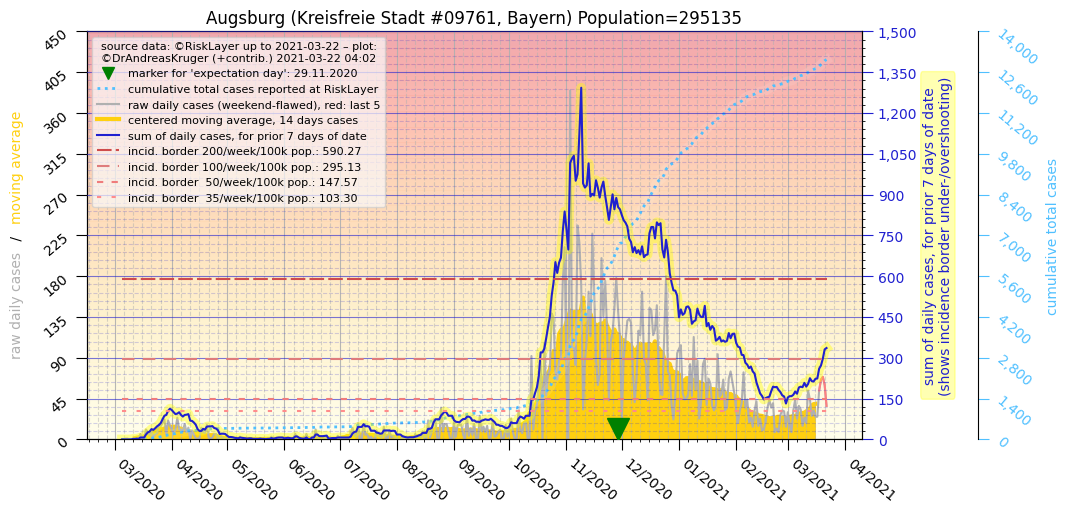 Augsburg (Kreisfreie Stadt #09761, Bayern) Population=295135
source data: ©RiskLayer up to 2021-03-22 – plot:
©DrAndreasKruger (+contrib.) 2021-03-22 04:02
marker for 'expectation day': 29.11.2020
cumulative total cases reported at RiskLayer
raw daily cases (weekend-flawed), red: last 5
centered moving average, 14 days cases
sum of daily cases, for prior 7 days of date
incid. border 200/week/100k pop.: 590.27
incid. border 100/week/100k pop.: 295.13
incid. border  50/week/100k pop.: 147.57
incid. border  35/week/100k pop.: 103.30
raw daily cases / moving average
450
405
360
315
270
225
180
135
90
45
0
1,500
1,350
1,200
1,050
900
750
600
450
300
150
0
sum of daily cases, for prior 7 days of date
(shows incidence border under-/overshooting)
14,000
12,600
11,200
9,800
8,400
7,000
5,600
4,200
2,800
1,400
0
cumulative total cases
03/2020
04/2020
05/2020
06/2020
07/2020
08/2020
09/2020
10/2020
11/2020
12/2020
01/2021
02/2021
03/2021
04/2021